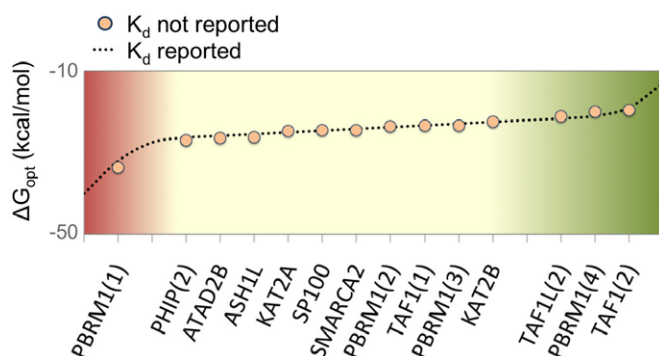 Kd not reported
Kd reported
-10
ΔGopt (kcal/mol)
-50
PBRM1(1)
PHIP(2)
ATAD2B
ASH1L
KAT2A
SP100
SMARCA2
PBRM1(2)
TAF1(1)
PBRM1(3)
KAT2B
TAF1L(2)
PBRM1(4)
TAF1(2)